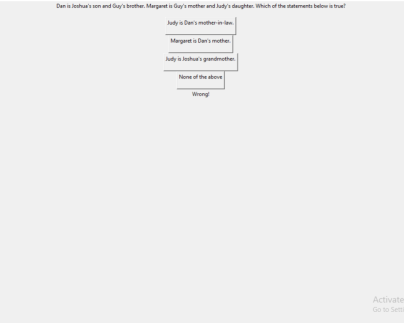 Dan is Joshua's son and Guy's brother. Margaret is Guy's mother and Judy's daughter. Which of the statements below is true?
Judy is Dan's mother-in-law.
Margaret is Dan's mother.
Judy is Joshua's grandmother.
None of the above
Wrong!
Activate
Go to Setti